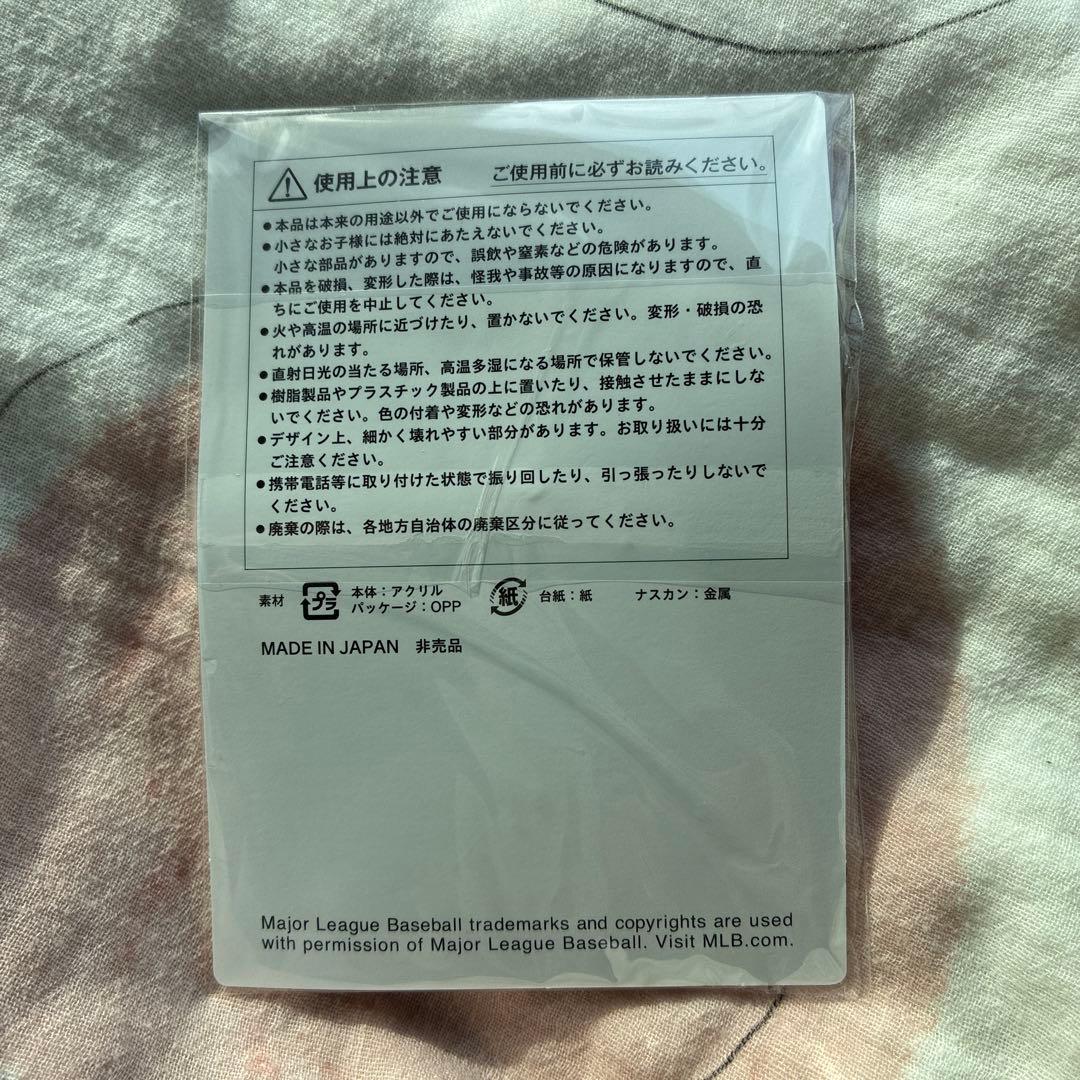 使用上の注意 ご使用前に必ずお読みください。
●本品は本来の用途以外でご使用にならないでください。
●小さなお子様には絶対にあたえないでください。
小さな部品がありますので、誤飲や窒素などの危険があります。
●本品を破損、変形した際は、怪我や事故等の原因になりますので、直
ちにご使用を中止してください。
●火や高温の場所に近づけたり、置かないでください。変形・破損の恐
れがあります。
●直射日光の当たる場所、高温多湿になる場所で保管しないでください。
●樹脂製品やプラスチック製品の上に置いたり、接触させたままにしな
いでください。色の付着や変形などの恐れがあります。
●デザイン上、細かく壊れやすい部分があります。お取り扱いには十分
ご注意ください。
●携帯電話等に取り付けた状態で振り回したり、引っ張ったりしないで
ください。
●廃棄の際は、各地方自治体の廃棄区分に従ってください。
素材 プラ 本体：アクリル
パッケージ：OPP
紙 台紙：紙 ナスカン：金属
MADE IN JAPAN 非売品
Major League Baseball trademarks and copyrights are used
with permission of Major League Baseball. Visit MLB.com.